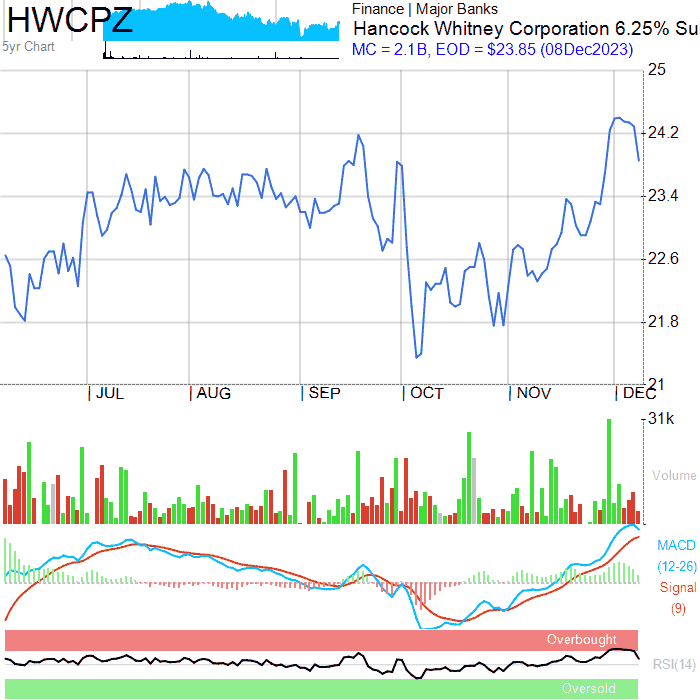 HWCPZ
5yr Chart
Finance | Major Banks
Hancock Whitney Corporation 6.25% Su
MC = 2.1B, EOD = $23.85 (08Dec2023)
25
24.2
23.4
22.6
21.8
21
JUL AUG SEP OCT NOV DEC
31k
Volume
MACD
(12-26)
Signal
(9)
Overbought
RSI(14)
Oversold